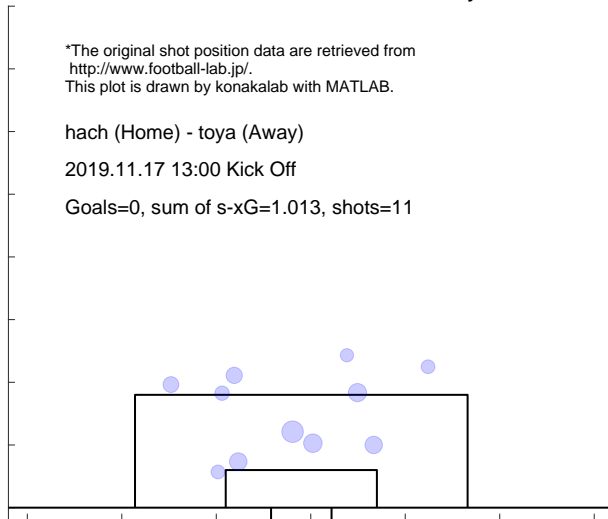 *The original shot position data are retrieved from
http://www.football-lab.jp/.
This plot is drawn by konakalab with MATLAB.
hach (Home) - toya (Away)
2019.11.17 13:00 Kick Off
Goals=0, sum of s-xG=1.013, shots=11